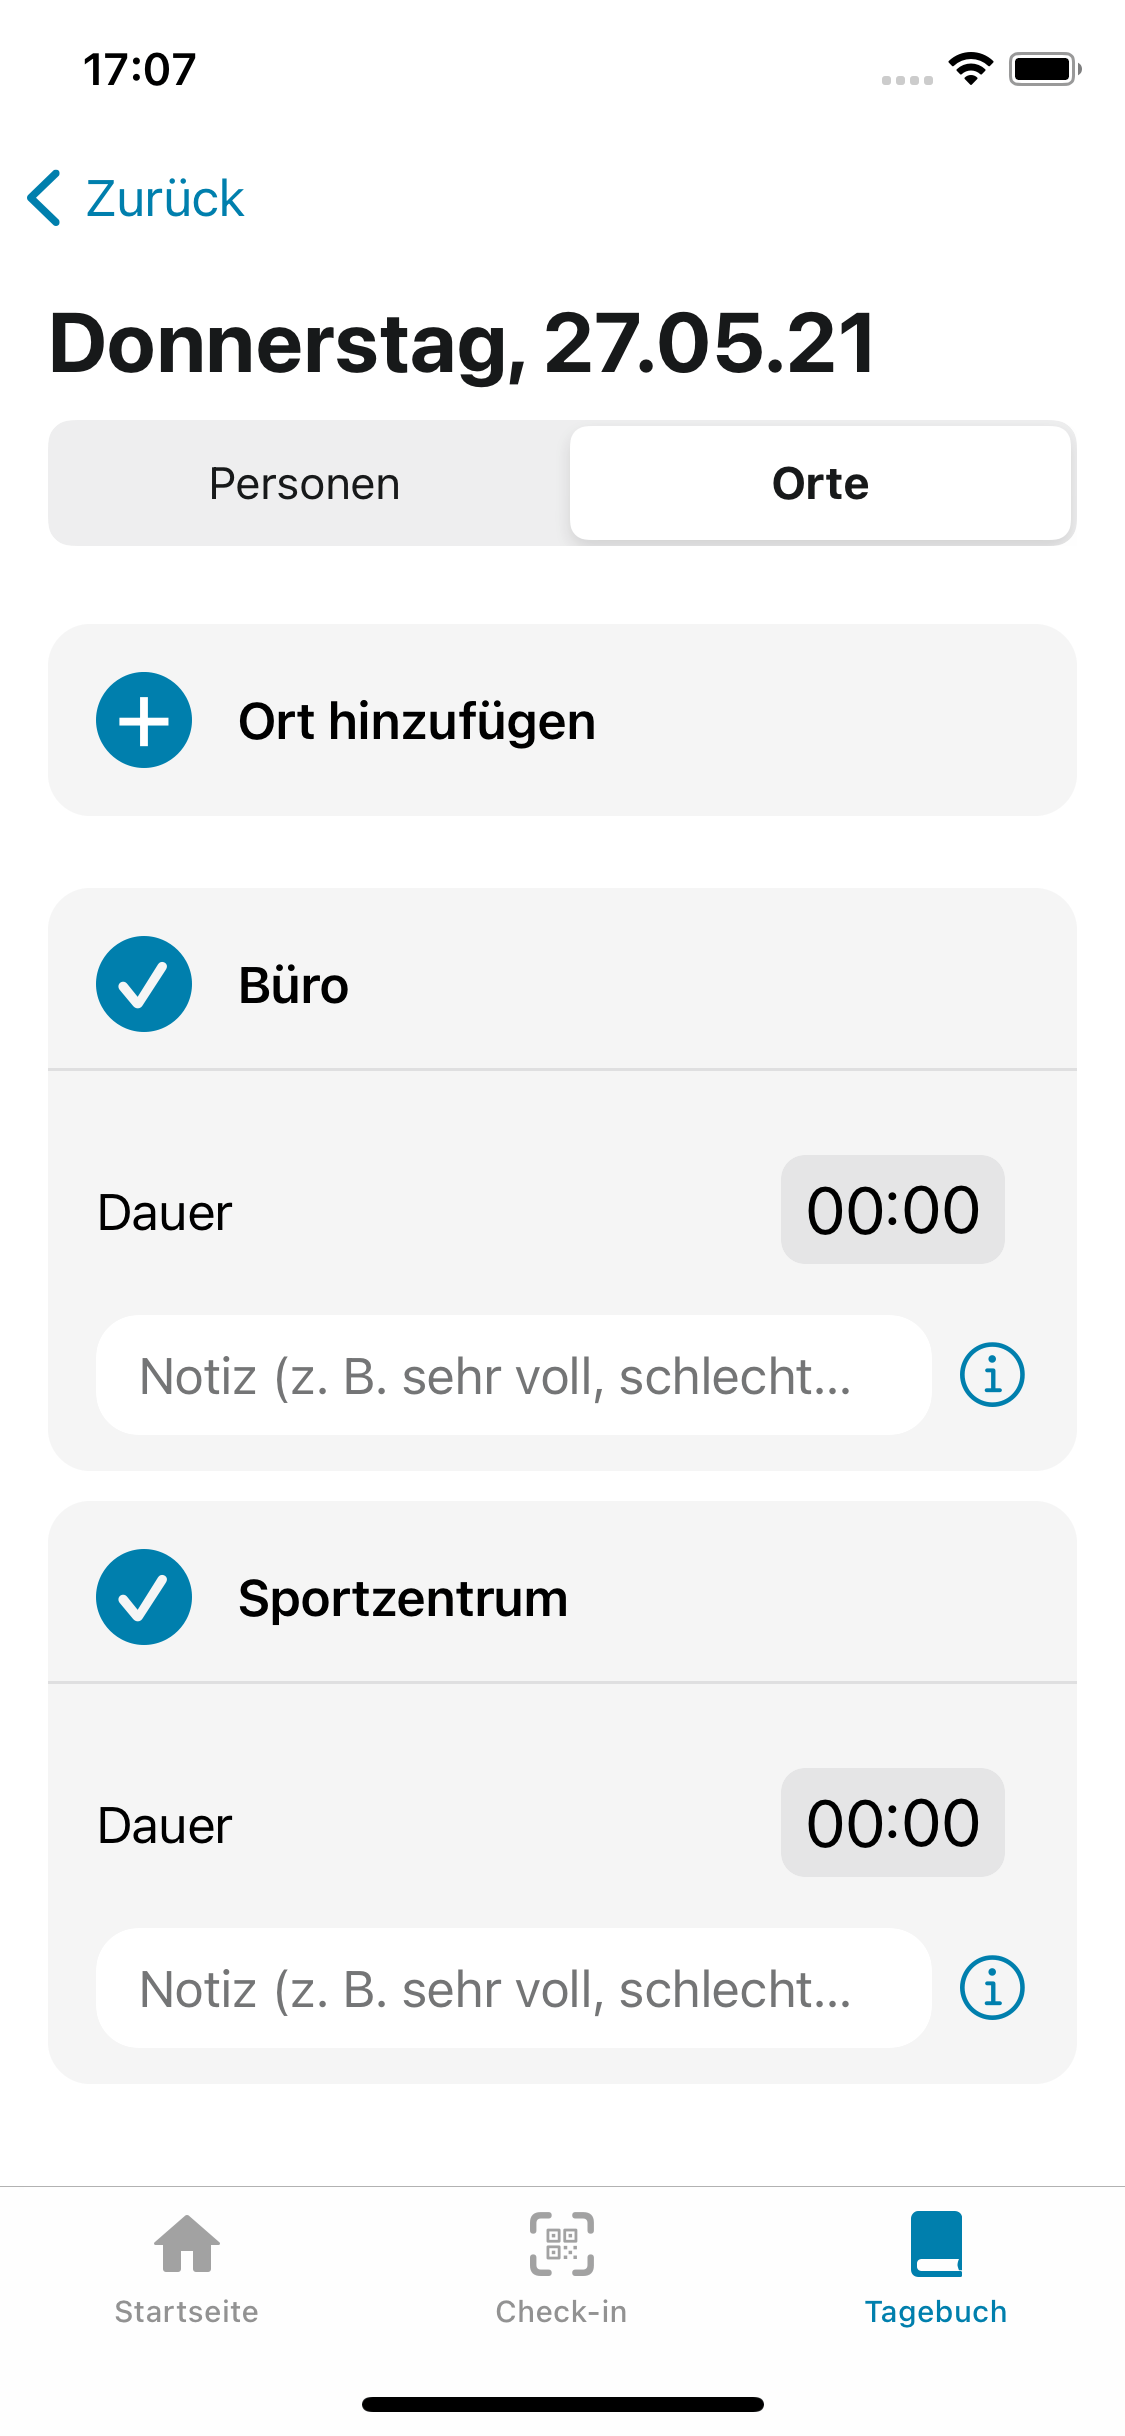 17:07
Zurück
Donnerstag, 27.05.21
Personen
Orte
Ort hinzufügen
Büro
Dauer
00:00
Notiz (z. B. sehr voll, schlecht...
Sportzentrum
Dauer
00:00
Notiz (z. B. sehr voll, schlecht...
Startseite
Check-in
Tagebuch